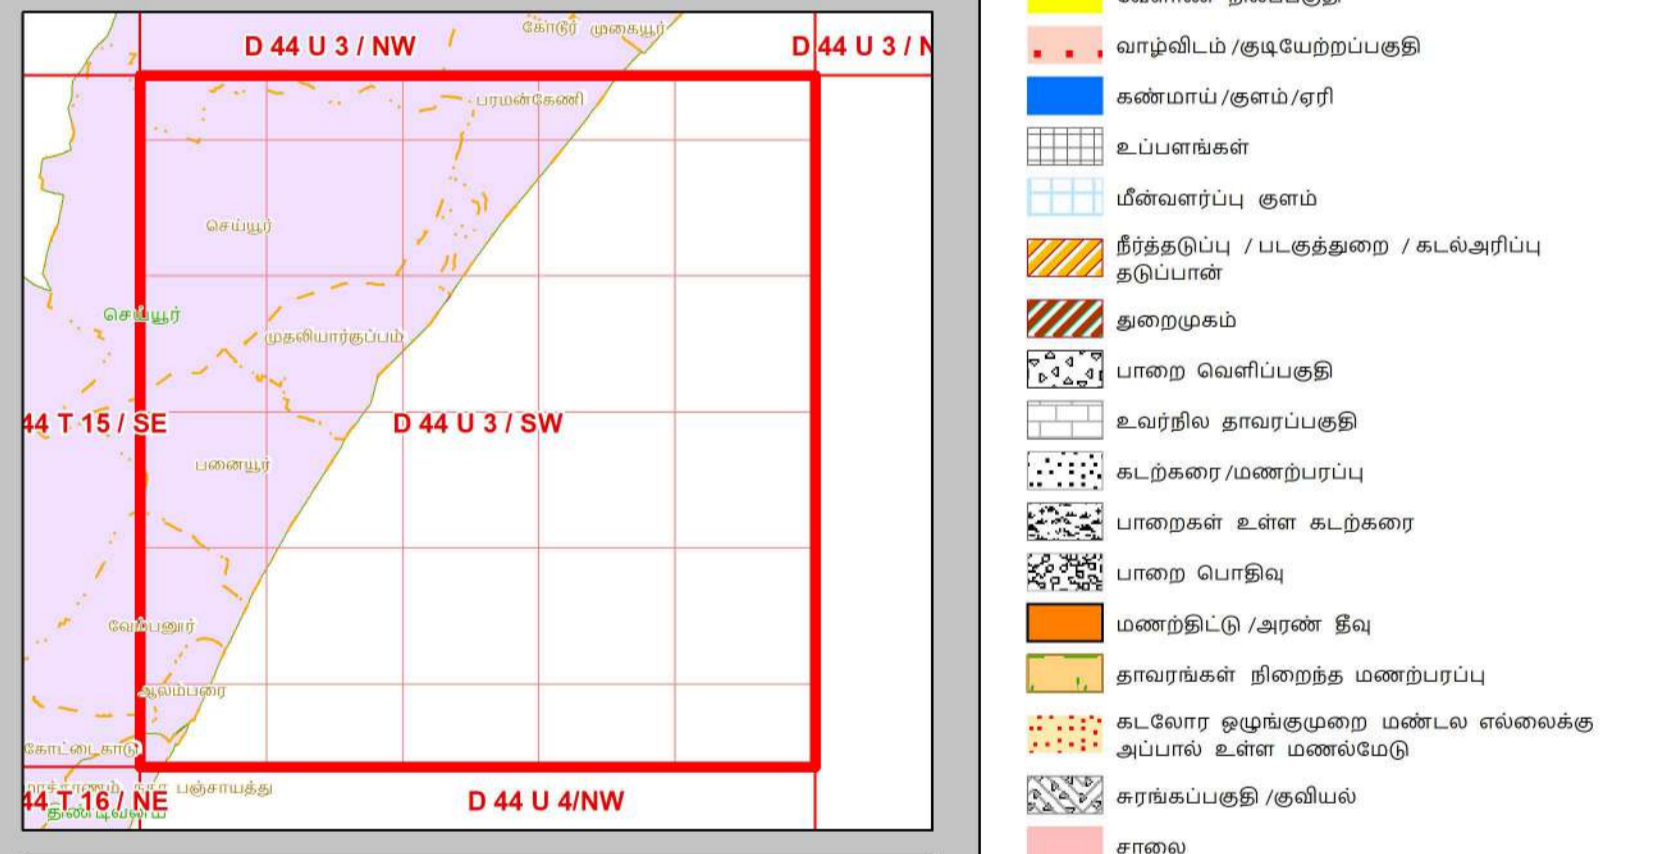 கோடூர் முகையூர்
D 44 U 3 / NW
D 44 U 3 / N
பரமன்கேணி
செய்யூர்
செய்யூர்
முதலியார்குப்பம்
44 T 15 / SE
D 44 U 3 / SW
பனையூர்
வேம்பனூர்
ஆலம்பரை
கோட்டைகாடு
நகர பஞ்சாயத்து
44 T 16 / NE
D 44 U 4/NW
வாழ்விடம் /குடியேற்றப்பகுதி
கண்மாய் /குளம்/ஏரி
உப்பளங்கள்
மீன்வளர்ப்பு குளம்
நீர்த்தடுப்பு / படகுத்துறை / கடல்அரிப்பு
தடுப்பான்
துறைமுகம்
பாறை வெளிப்பகுதி
உவர்நில தாவரப்பகுதி
கடற்கரை /மணற்பரப்பு
பாறைகள் உள்ள கடற்கரை
பாறை பொதிவு
மணற்திட்டு /அரண் தீவு
தாவரங்கள் நிறைந்த மணற்பரப்பு
கடலோர ஒழுங்குமுறை மண்டல எல்லைக்கு
அப்பால் உள்ள மணல்மேடு
சுரங்கப்பகுதி /குவியல்
சாலை